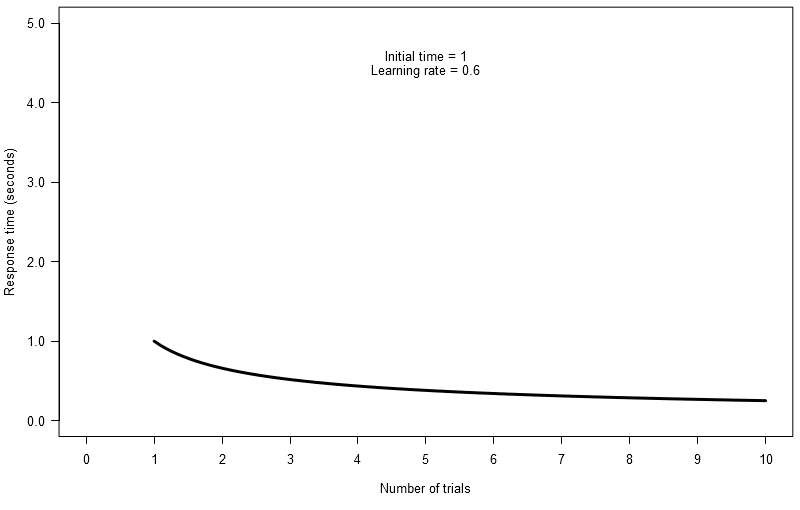 Initial time = 1
Learning rate = 0.6
Response time (seconds)
5.0
4.0
3.0
2.0
1.0
0.0
0 1 2 3 4 5 6 7 8 9 10
Number of trials